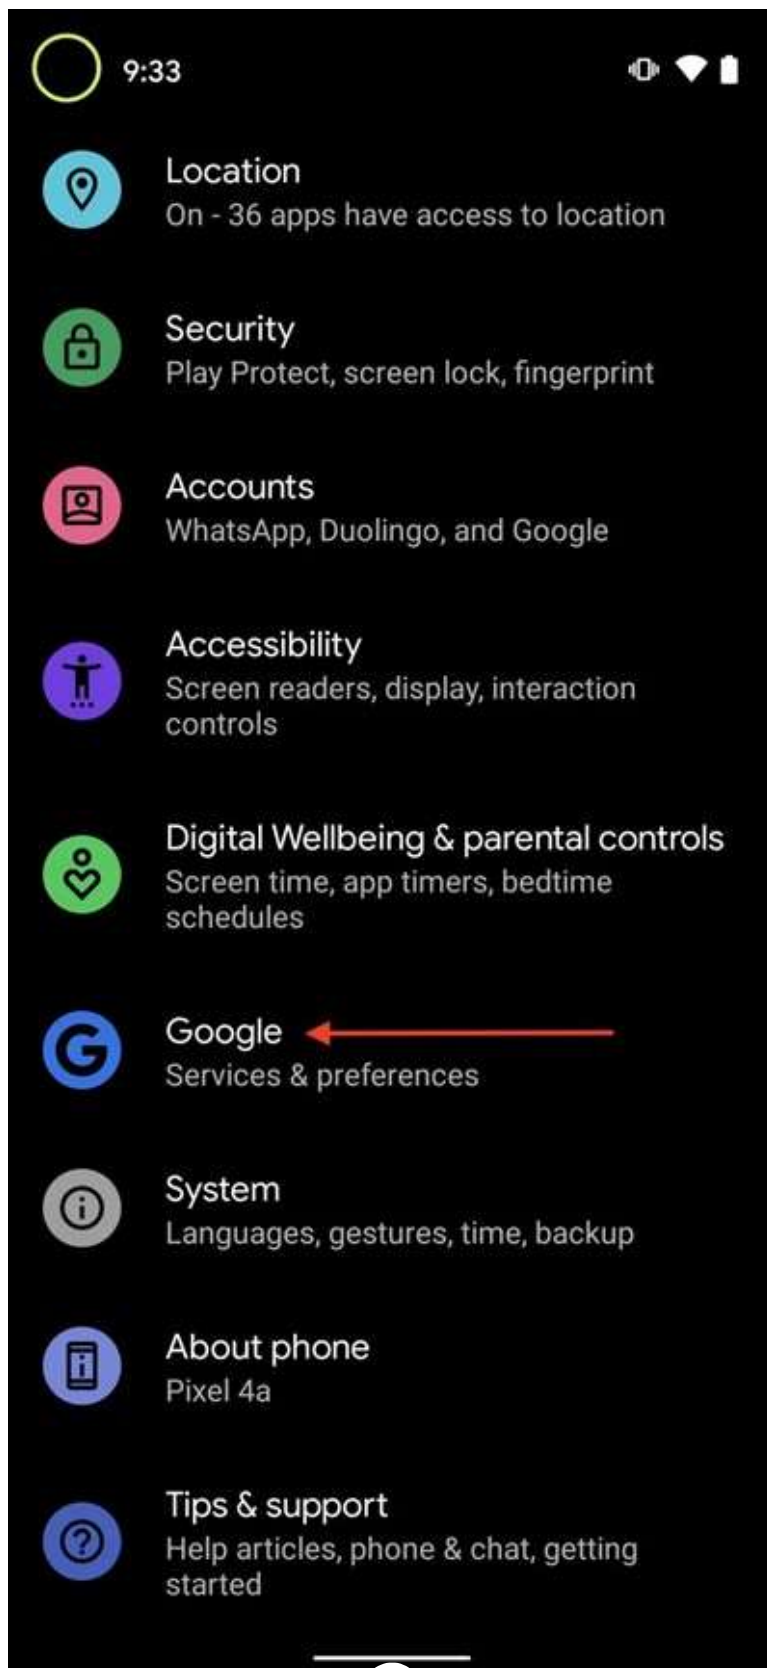 9:33
Location
On - 36 apps have access to location
Security
Play Protect, screen lock, fingerprint
Accounts
WhatsApp, Duolingo, and Google
Accessibility
Screen readers, display, interaction
controls
Digital Wellbeing & parental controls
Screen time, app timers, bedtime
schedules
Google
Services & preferences
System
Languages, gestures, time, backup
About phone
Pixel 4a
Tips & support
Help articles, phone & chat, getting
started